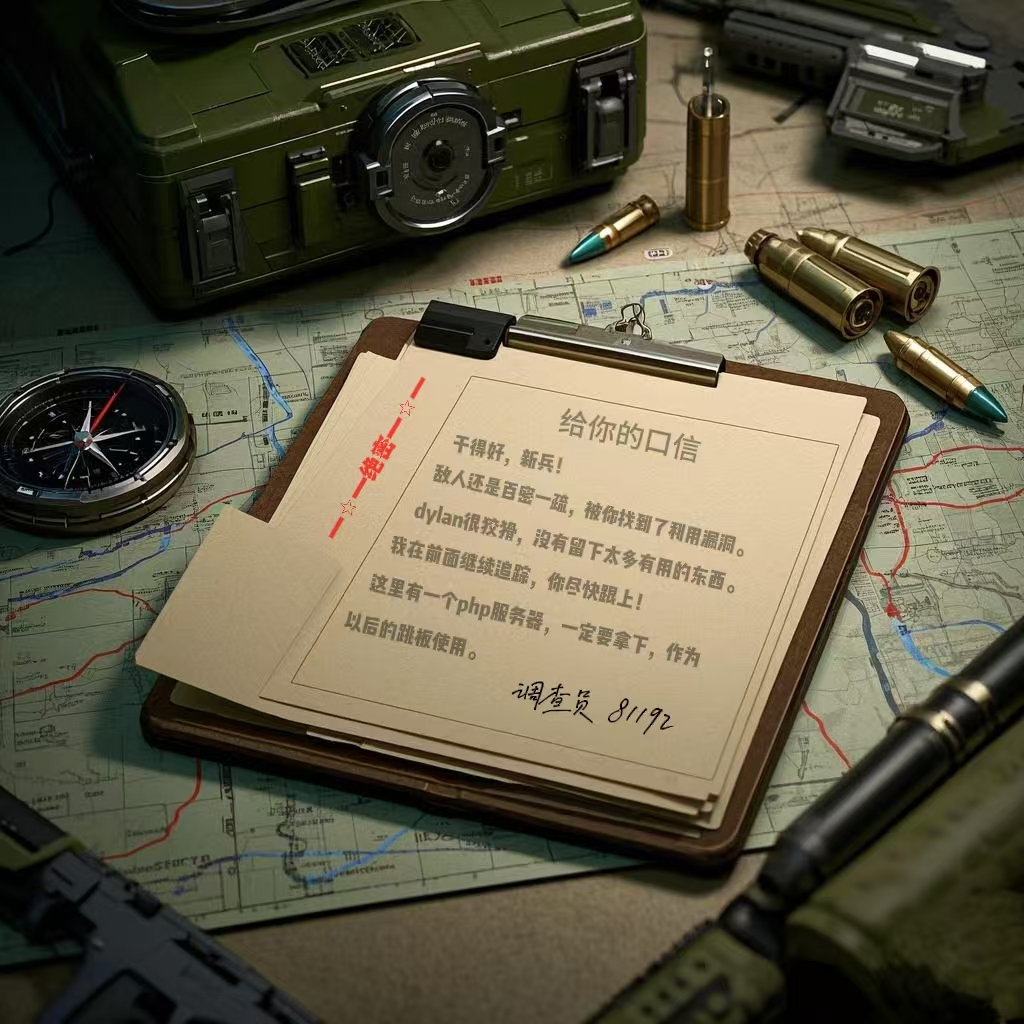 给你的口信
干得好，新兵！
敌人还是百密一疏，被你找到了利用漏洞。
dylan很狡猾，没有留下太多有用的东西。
我在前面继续追踪，你尽快跟上！
这里有一个php服务器，一定要拿下，作为
以后的跳板使用。
调查员 81192
绝密